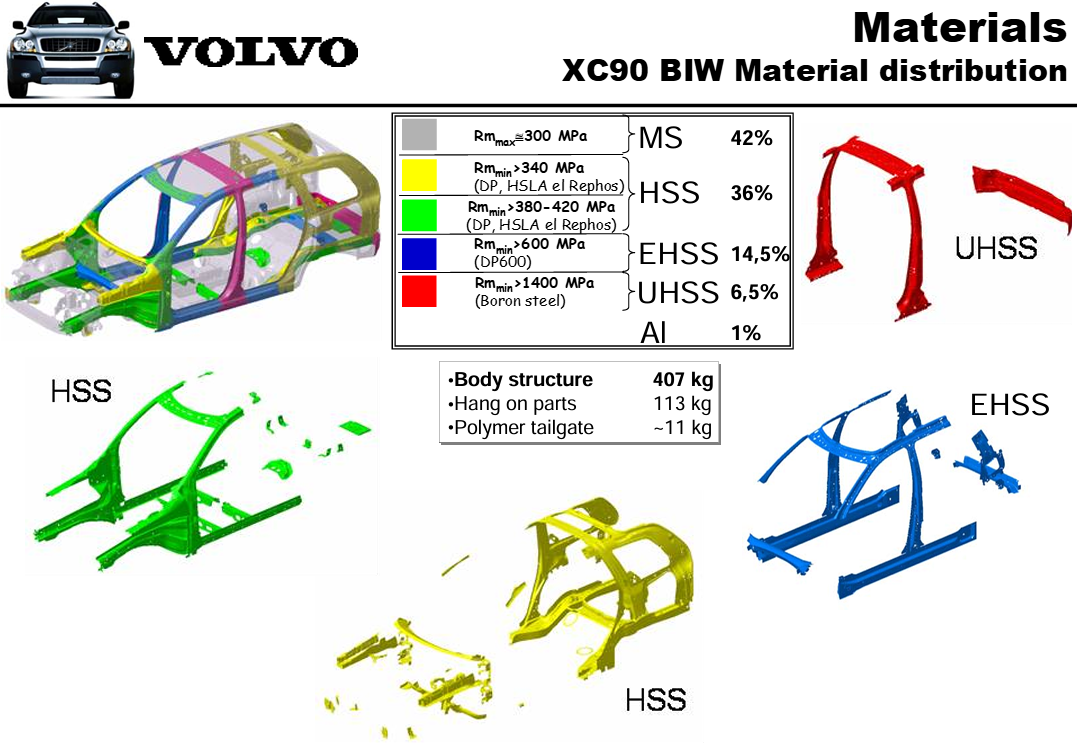 VOLVO
Materials
XC90 BIW Material distribution
Rmmax≅300 MPa MS 42%
Rmmin>340 MPa
(DP, HSLA el Rephos)
HSS 36%
Rmmin>380-420 MPa
(DP, HSLA el Rephos)
Rmmin>600 MPa
(DP600)
EHSS 14,5%
Rmmin>1400 MPa
(Boron steel)
UHSS 6,5%
Al 1%
UHSS
HSS
•Body structure 407 kg
•Hang on parts 113 kg
•Polymer tailgate ~11 kg
EHSS
HSS